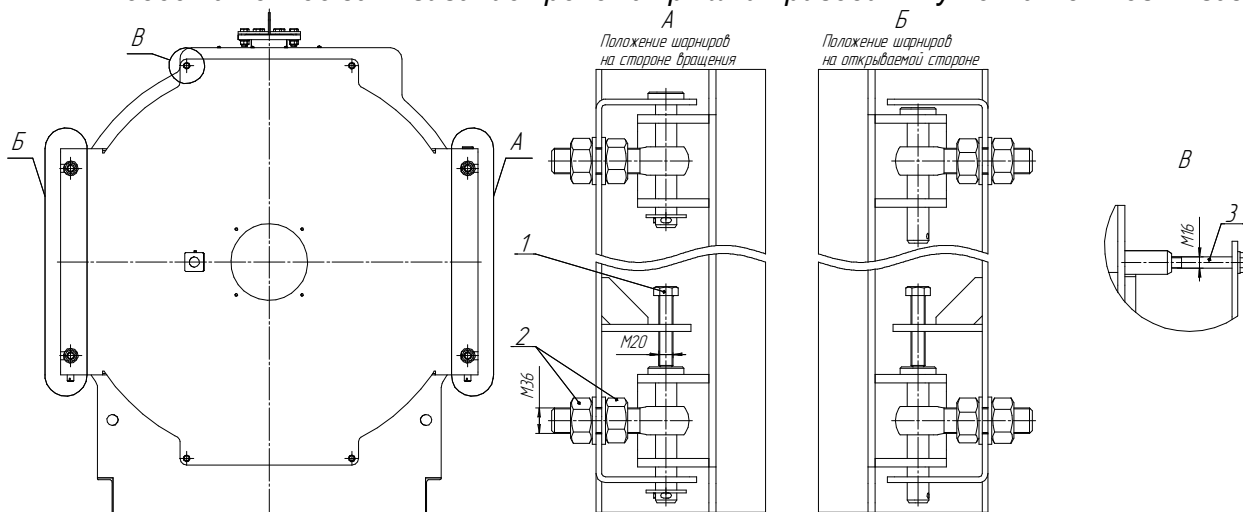 В
А
Положение шарниров
на стороне вращения
Б
Положение шарниров
на открываемой стороне
Б
А
В
1
М16
3
2
М20
М36